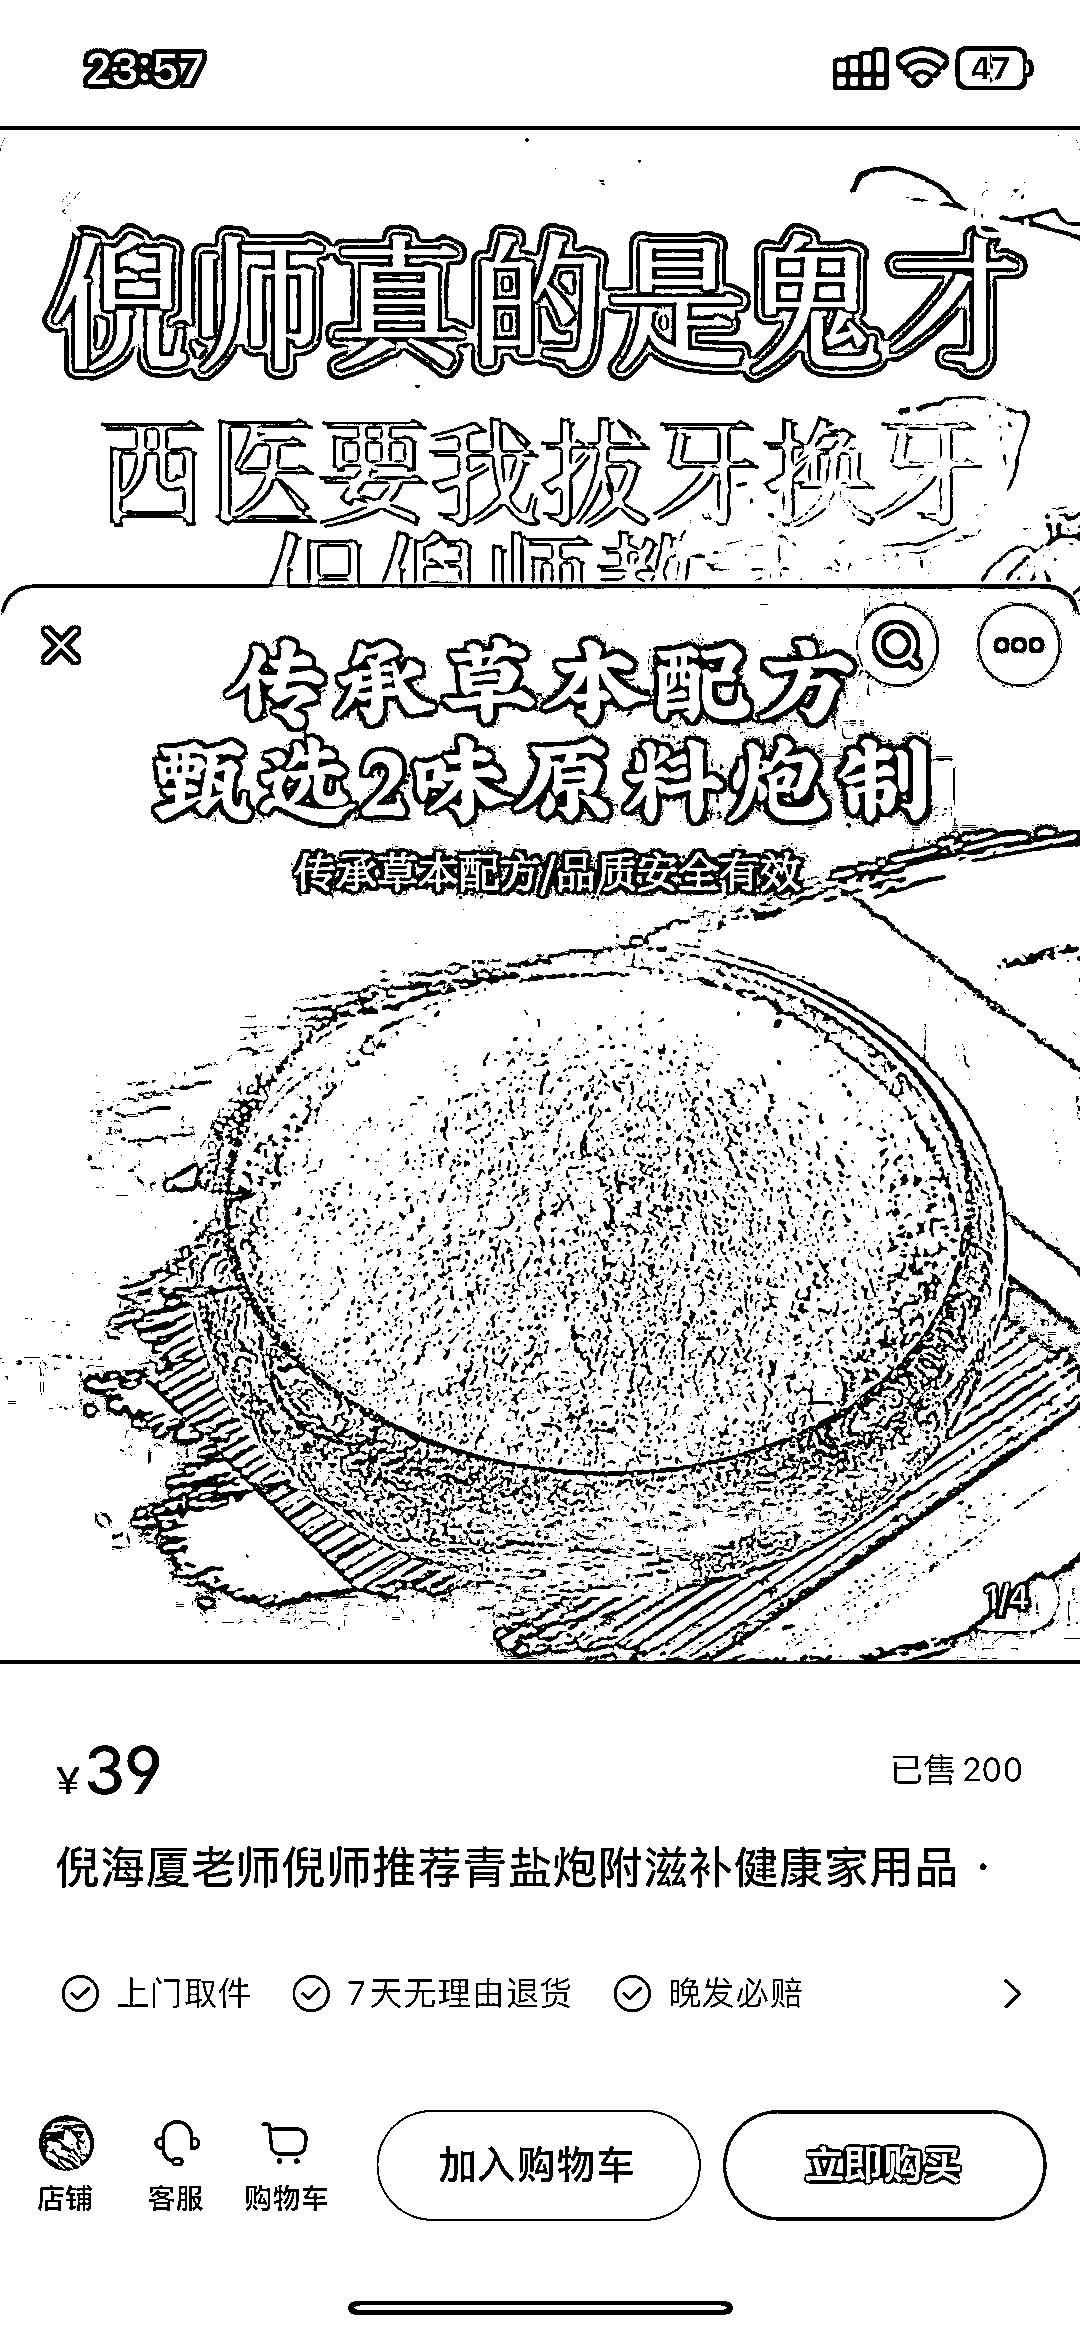 23:57
47
倪师真的是鬼才
西医要我拔牙换牙
但倪师教
传承草本配方
甄选2味原料炮制
传承草本配方/品质安全有效
1/4
¥39
已售 200
倪海厦老师倪师推荐青盐炮附滋补健康家用品 ·
上门取件 7天无理由退货 晚发必赔
店铺 客服 购物车 加入购物车 立即购买